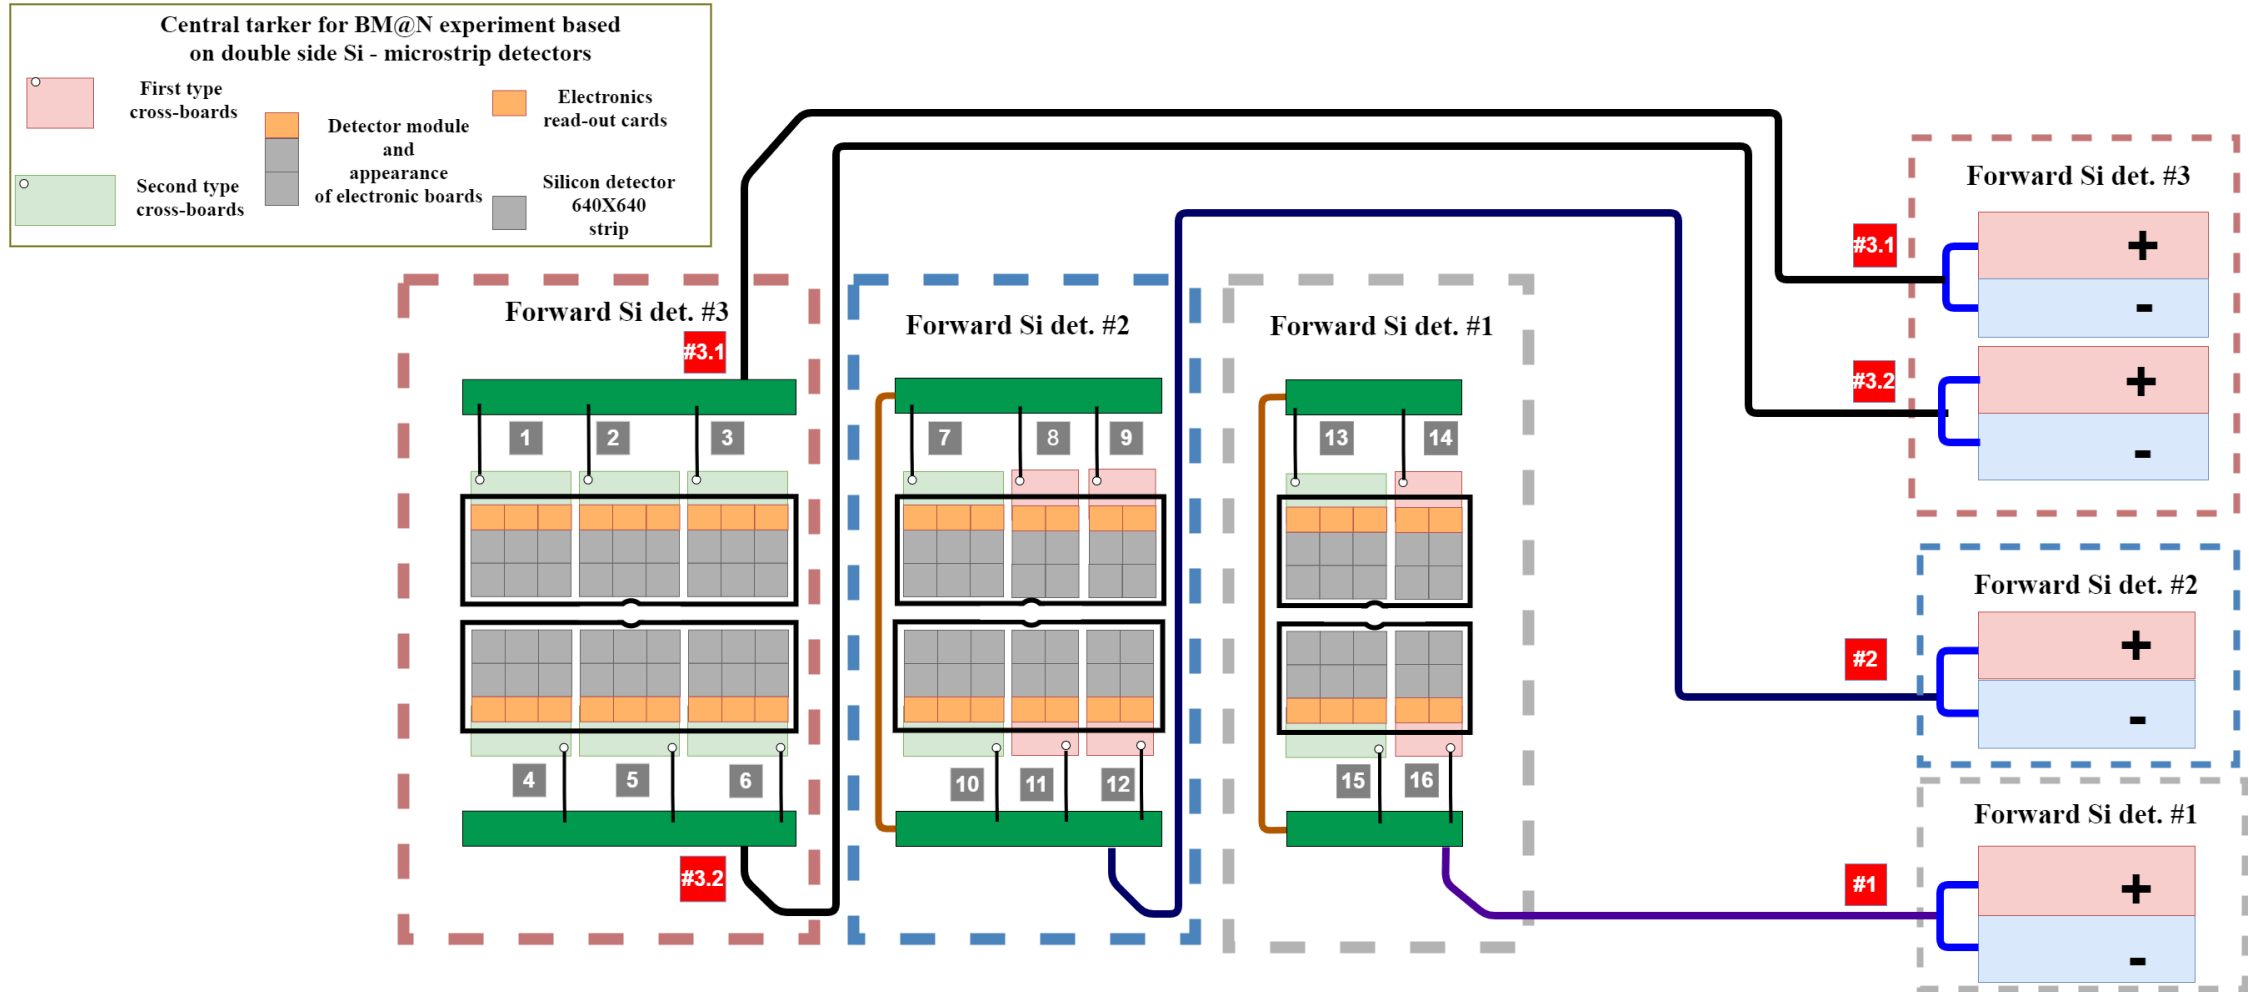 Central tarker for BM@N experiment based
on double side Si - microstrip detectors
First type
cross-boards
Second type
cross-boards
Detector module
and
appearance
of electronic boards
Electronics
read-out cards
Silicon detector
640X640
strip
Forward Si det. #3
#3.1
1
2
3
4
5
6
#3.2
Forward Si det. #2
7
8
9
10
11
12
Forward Si det. #1
13
14
15
16
Forward Si det. #3
#3.1
+
-
#3.2
+
-
Forward Si det. #2
#2
+
-
Forward Si det. #1
#1
+
-